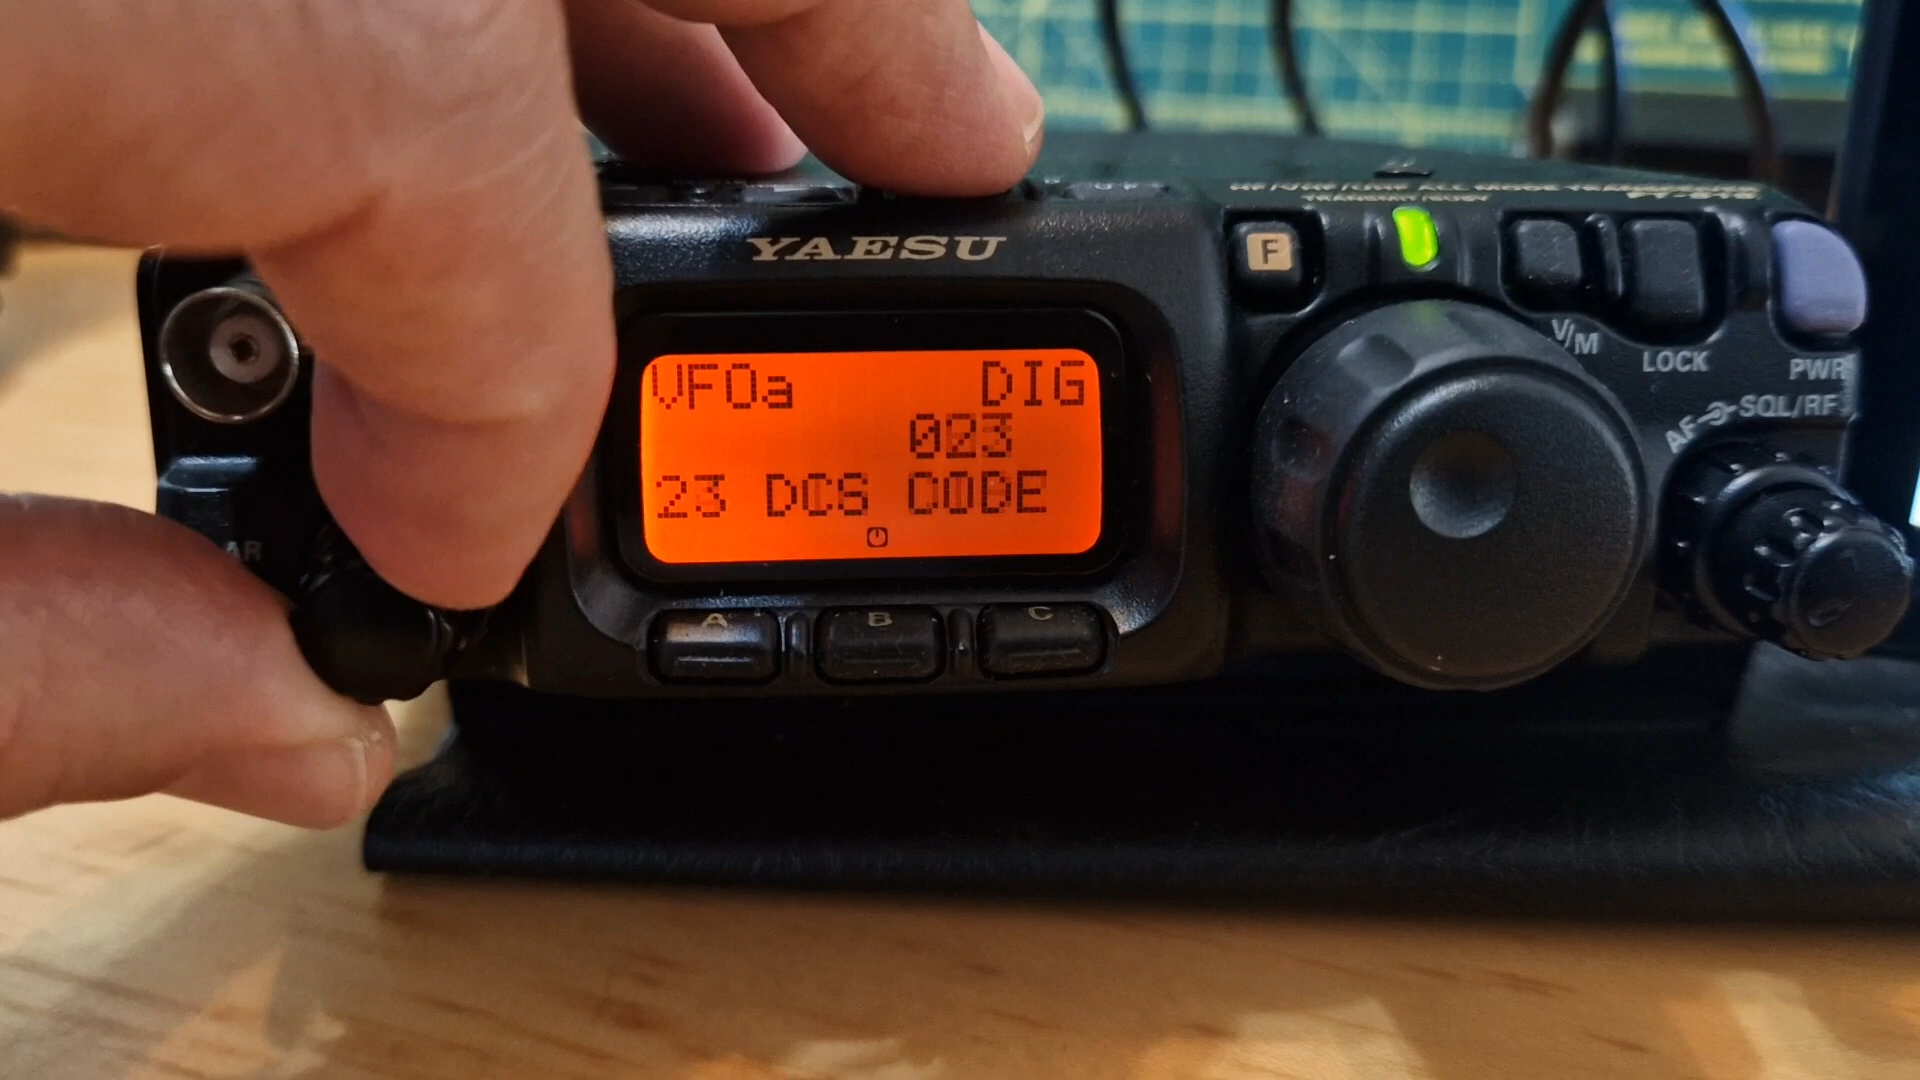 YAESU
F
V/M
LOCK
PWR
AF SQL/RF
VFOa DIG
023
23 DCS CODE
A B C